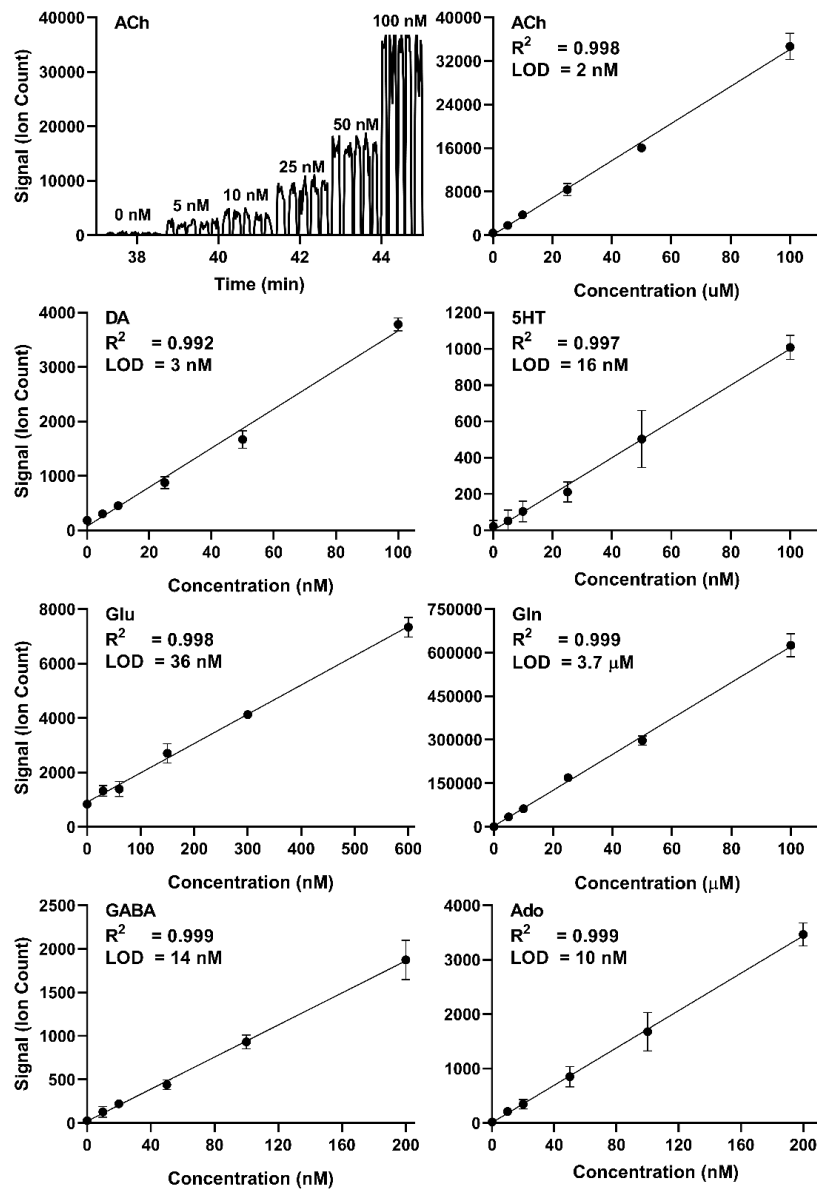 ACh
100 nM
50 nM
25 nM
10 nM
5 nM
0 nM
40000
30000
20000
10000
0
Signal (Ion Count)
38
40
42
44
Time (min)
ACh
R² = 0.998
LOD = 2 nM
40000
32000
24000
16000
8000
0
0
20
40
60
80
100
Concentration (uM)
DA
R² = 0.992
LOD = 3 nM
4000
3000
2000
1000
0
Signal (Ion Count)
0
20
40
60
80
100
Concentration (nM)
5HT
R² = 0.997
LOD = 16 nM
1200
1000
800
600
400
200
0
0
20
40
60
80
100
Concentration (nM)
Glu
R² = 0.998
LOD = 36 nM
8000
6000
4000
2000
0
Signal (Ion Count)
0
100
200
300
400
500
600
Concentration (nM)
Gln
R² = 0.999
LOD = 3.7 μM
750000
600000
450000
300000
150000
0
0
20
40
60
80
100
Concentration (μM)
GABA
R² = 0.999
LOD = 14 nM
2500
2000
1500
1000
500
0
Signal (Ion Count)
0
40
80
120
160
200
Concentration (nM)
Ado
R² = 0.999
LOD = 10 nM
4000
3000
2000
1000
0
0
40
80
120
160
200
Concentration (nM)